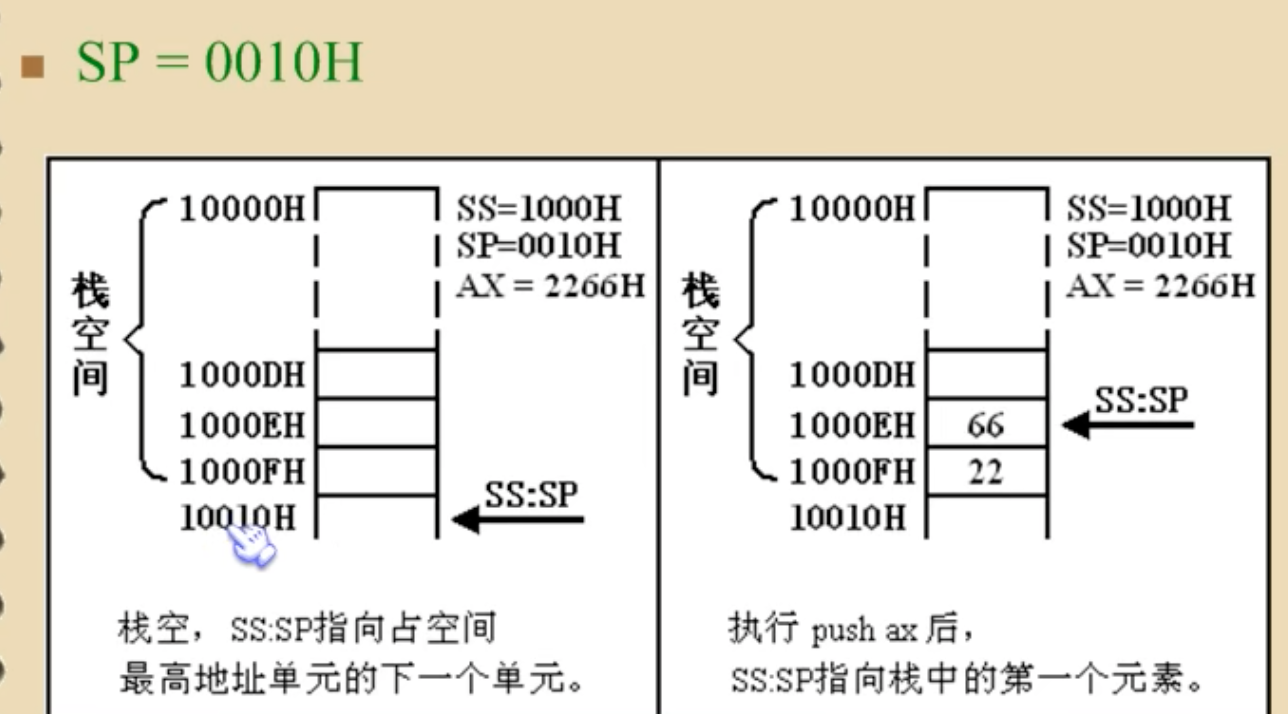 SP = 0010H
10000H
SS=1000H
SP=0010H
AX = 2266H
栈空间
1000DH
1000EH
1000FH
SS:SP
10010H
栈空，SS:SP指向占空间
最高地址单元的下一个单元。
10000H
SS=1000H
SP=0010H
AX = 2266H
栈空间
1000DH
SS:SP
1000EH 66
1000FH 22
10010H
执行 push ax 后，
SS:SP指向栈中的第一个元素。